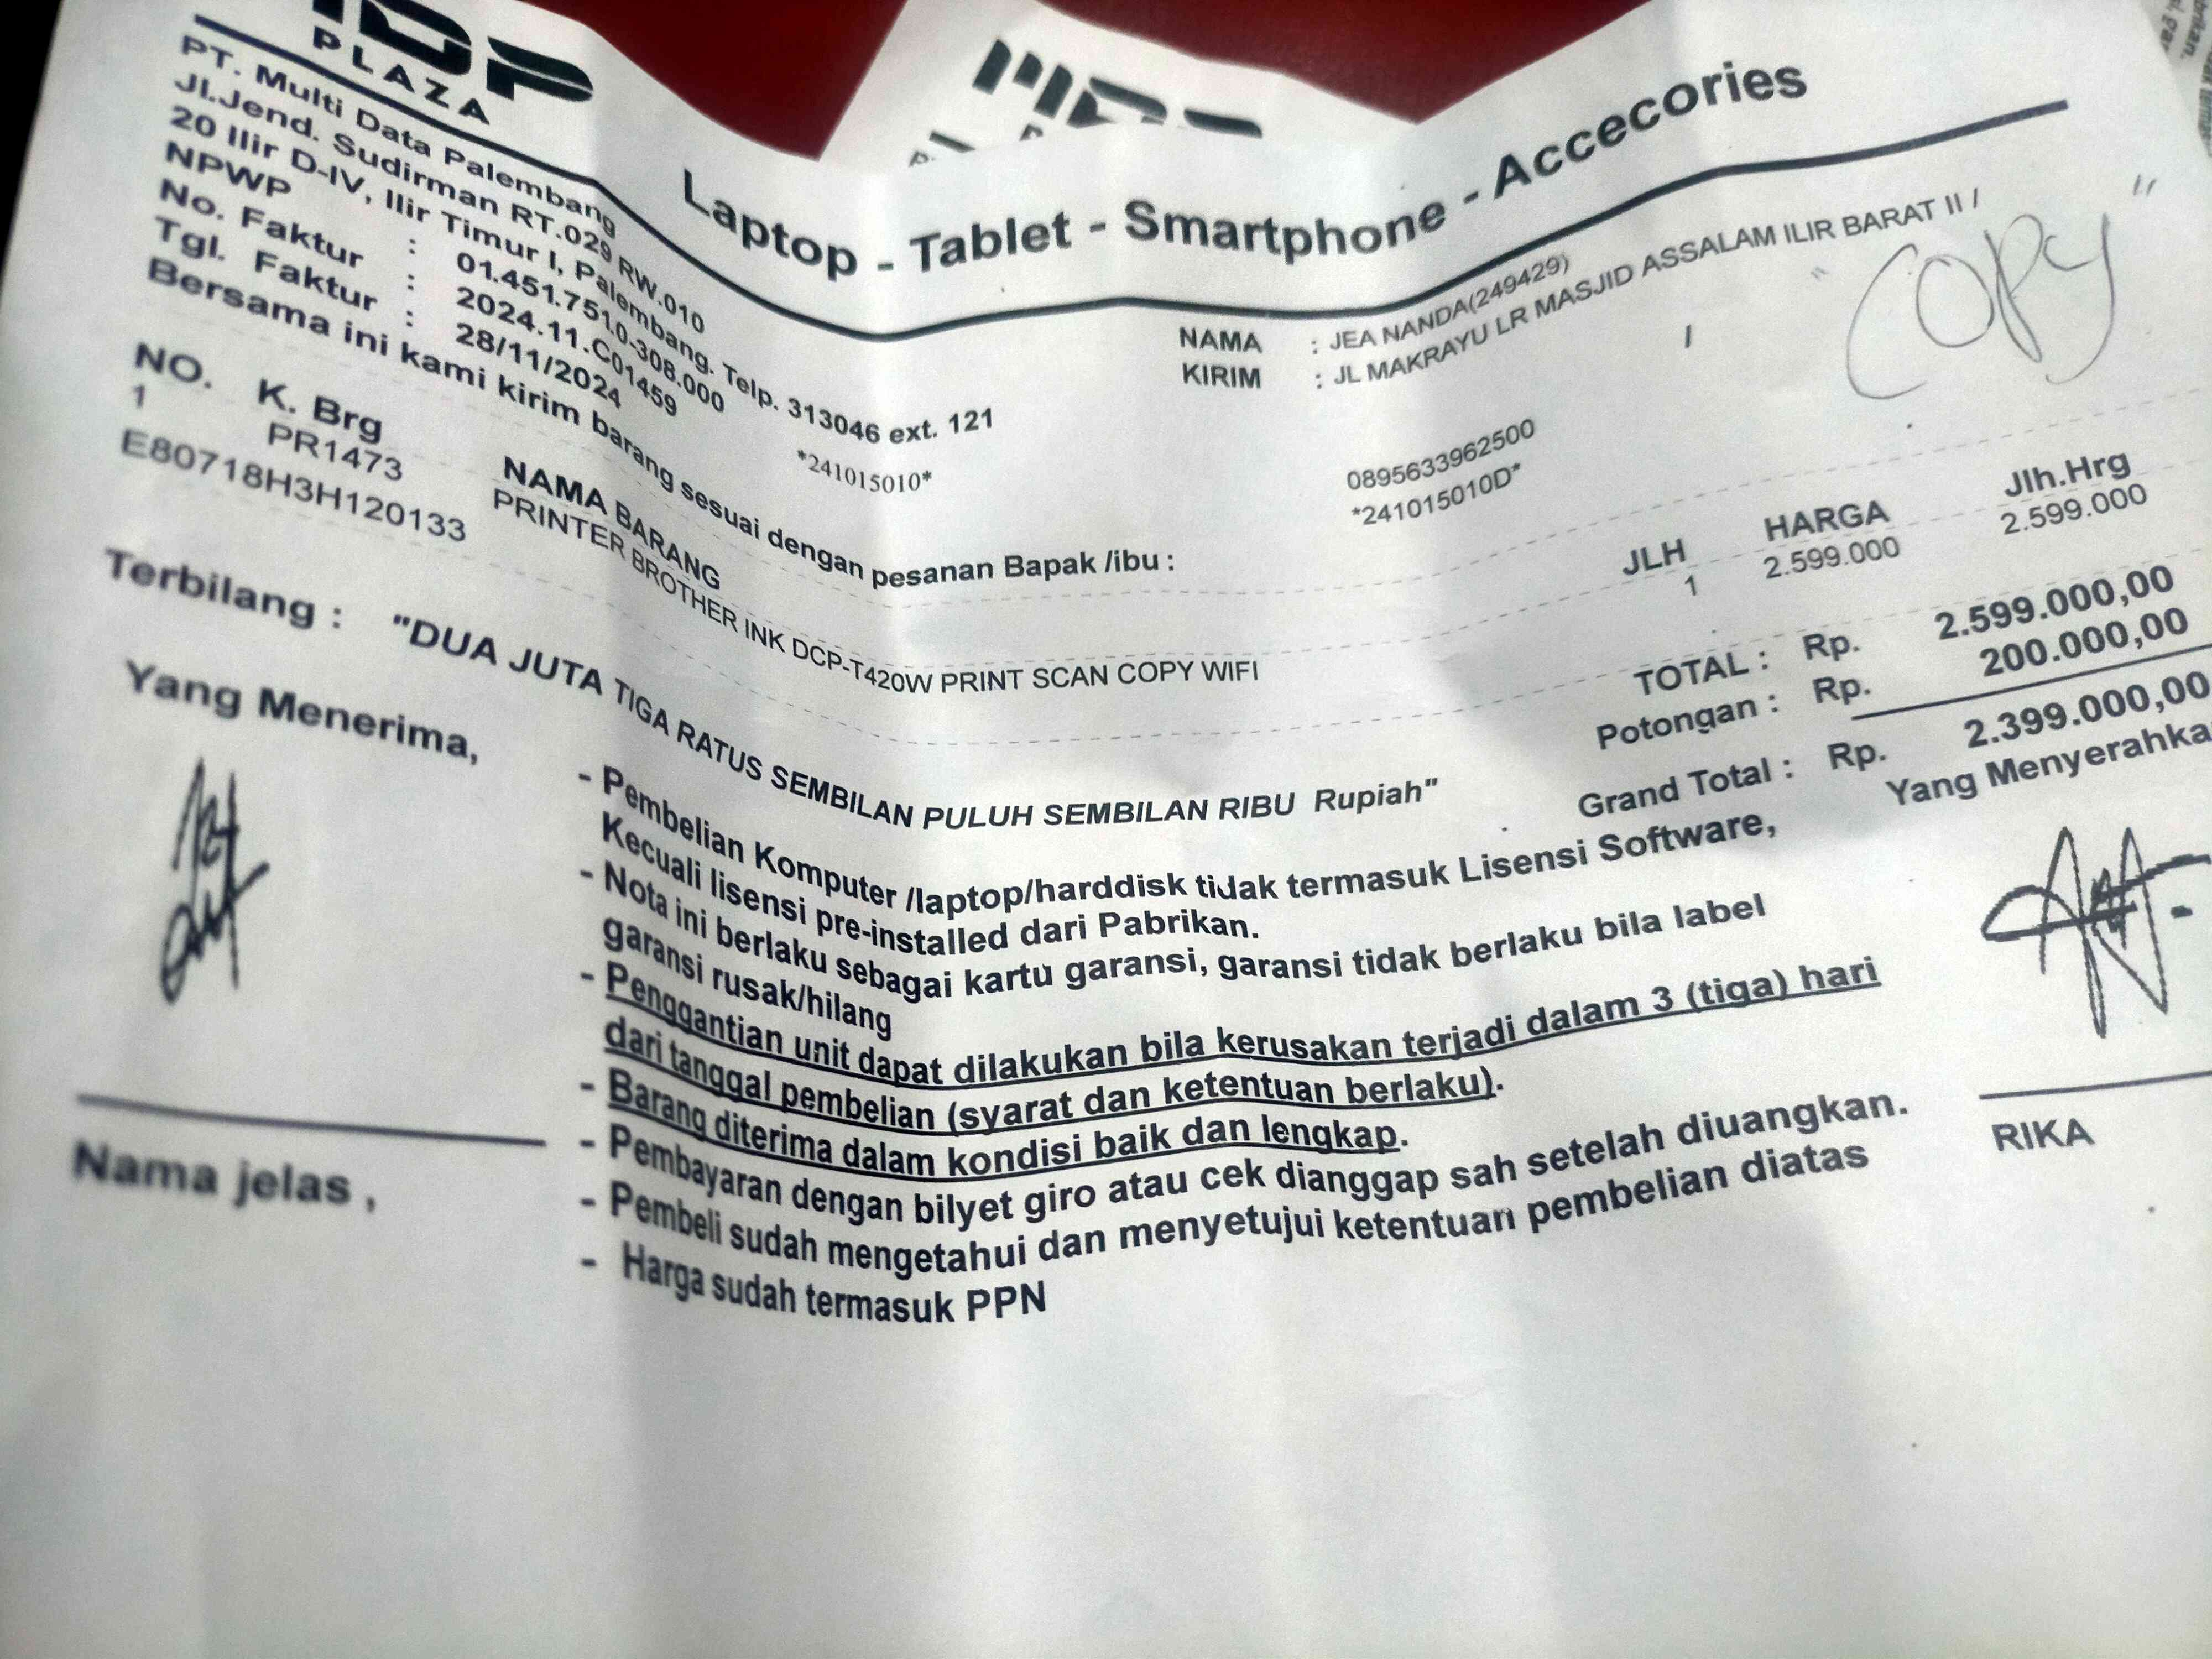 PLAZA
Laptop - Tablet - Smartphone - Accecories
PT. Multi Data Palembang
Jl.Jend. Sudirman RT.029 RW.010
20 Ilir D-IV, Ilir Timur I, Palembang. Telp. 313046 ext. 121
NPWP : 01.451.751.0-308.000
No. Faktur : 2024.11.C01459
Tgl. Faktur : 28/11/2024
*241015010*
NAMA : JEA NANDA(249429)
KIRIM : JL MAKRAYU LR MASJID ASSALAM ILIR BARAT II /
/
0895633962500
*241015010D*
"COPY"
Bersama ini kami kirim barang sesuai dengan pesanan Bapak /ibu :
NO. K. Brg NAMA BARANG JLH HARGA Jlh.Hrg
1 PR1473 PRINTER BROTHER INK DCP-T420W PRINT SCAN COPY WIFI 1 2.599.000 2.599.000
E80718H3H120133
TOTAL : Rp. 2.599.000,00
Potongan : Rp. 200.000,00
Grand Total : Rp. 2.399.000,00
Terbilang : "DUA JUTA TIGA RATUS SEMBILAN PULUH SEMBILAN RIBU Rupiah"
Yang Menerima,
Yang Menyerahka
- Pembelian Komputer /laptop/harddisk tidak termasuk Lisensi Software,
Kecuali lisensi pre-installed dari Pabrikan.
- Nota ini berlaku sebagai kartu garansi, garansi tidak berlaku bila label
garansi rusak/hilang
- Penggantian unit dapat dilakukan bila kerusakan terjadi dalam 3 (tiga) hari
dari tanggal pembelian (syarat dan ketentuan berlaku).
- Barang diterima dalam kondisi baik dan lengkap.
- Pembayaran dengan bilyet giro atau cek dianggap sah setelah diuangkan.
- Pembeli sudah mengetahui dan menyetujui ketentuan pembelian diatas
- Harga sudah termasuk PPN
Nama jelas ,
RIKA